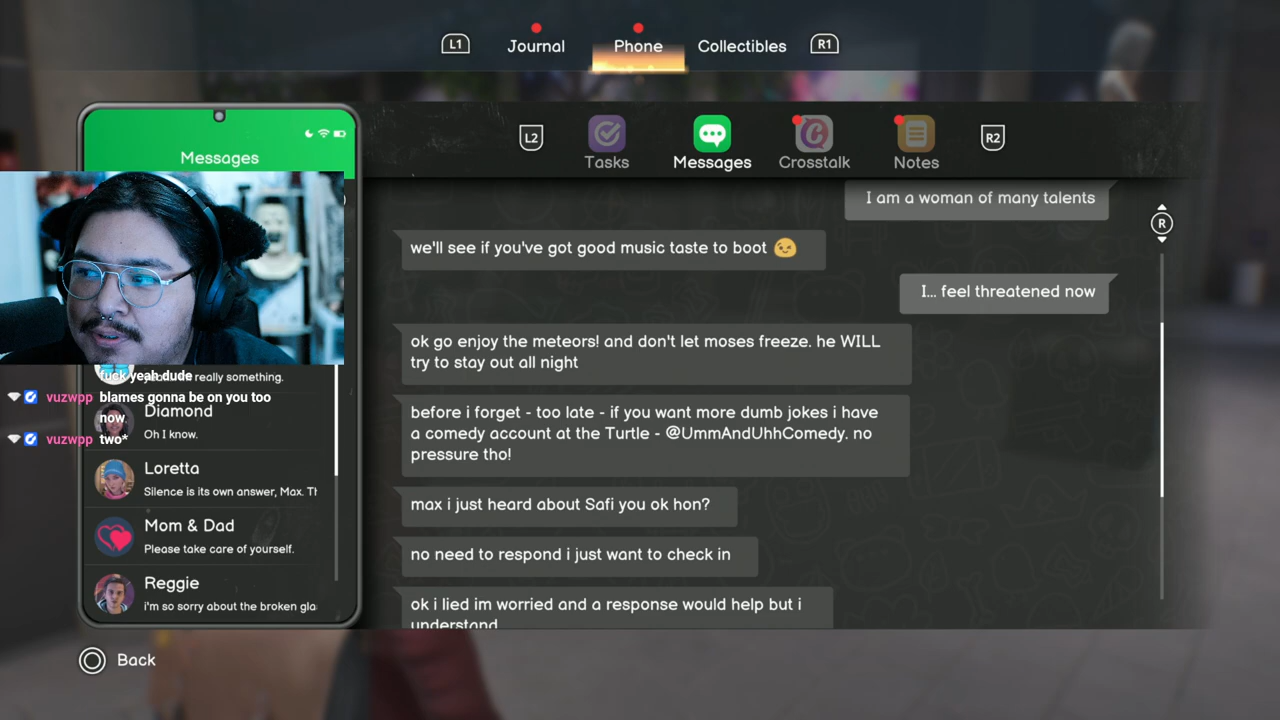 L1
Journal
Phone
Collectibles
R1
L2
Tasks
Messages
Crosstalk
Notes
R2
Messages
I am a woman of many talents
we'll see if you've got good music taste to boot 😉
I... feel threatened now
ok go enjoy the meteors! and don't let moses freeze. he WILL
try to stay out all night
before i forget - too late - if you want more dumb jokes i have
a comedy account at the Turtle - @UmmAndUhhComedy. no
pressure tho!
max i just heard about Safi you ok hon?
no need to respond i just want to check in
ok i lied im worried and a response would help but i
understand
R
fuck yeah dude
really something.
vuzwpp blames gonna be on you too
now
vuzwpp two*
Diamond
Oh I know.
Loretta
Silence is its own answer, Max. Th
Mom & Dad
Please take care of yourself.
Reggie
i'm so sorry about the broken gla
Back